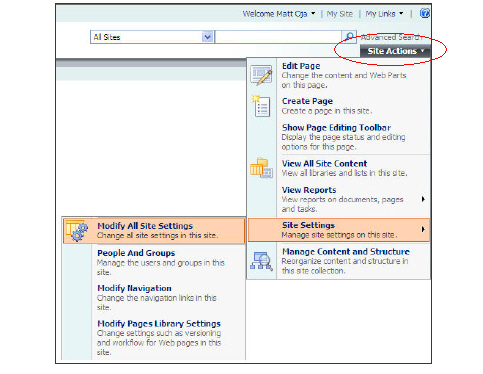 Welcome Matt Cja ▾ | My Site | My Links ▾ |
All Sites
Advanced Search
Site Actions ▾
Edit Page
Change the content and Web Parts
on this page.
Create Page
Create a page in this site.
Show Page Editing Toolbar
Display the page status and editing
options for this page.
View All Site Content
View all libraries and lists in this site.
View Reports
View reports on documents, pages
and tasks.
Site Settings
Manage site settings on this site.
Manage Content and Structure
Reorganize content and structure in
this site collection.
Modify All Site Settings
Change all site settings in this site.
People And Groups
Manage the users and groups in this
site.
Modify Navigation
Change the navigation links in this
site.
Modify Pages Library Settings
Change settings such as versioning
and workflow for Web pages in this
site.